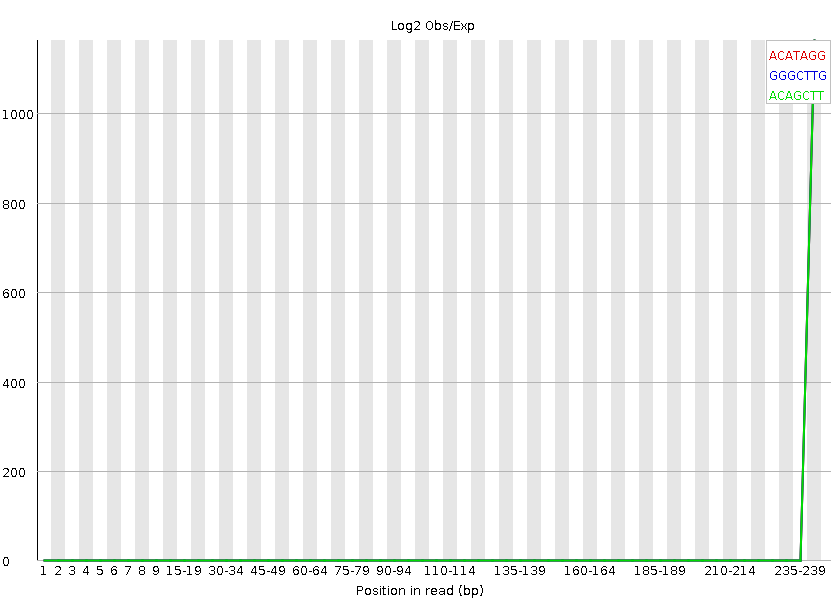 Log2 Obs/Exp
ACATAGG
GGGCTTG
ACAGCTT
1000
800
600
400
200
0
1 2 3 4 5 6 7 8 9 15-19 30-34 45-49 60-64 75-79 90-94 110-114 135-139 160-164 185-189 210-214 235-239
Position in read (bp)